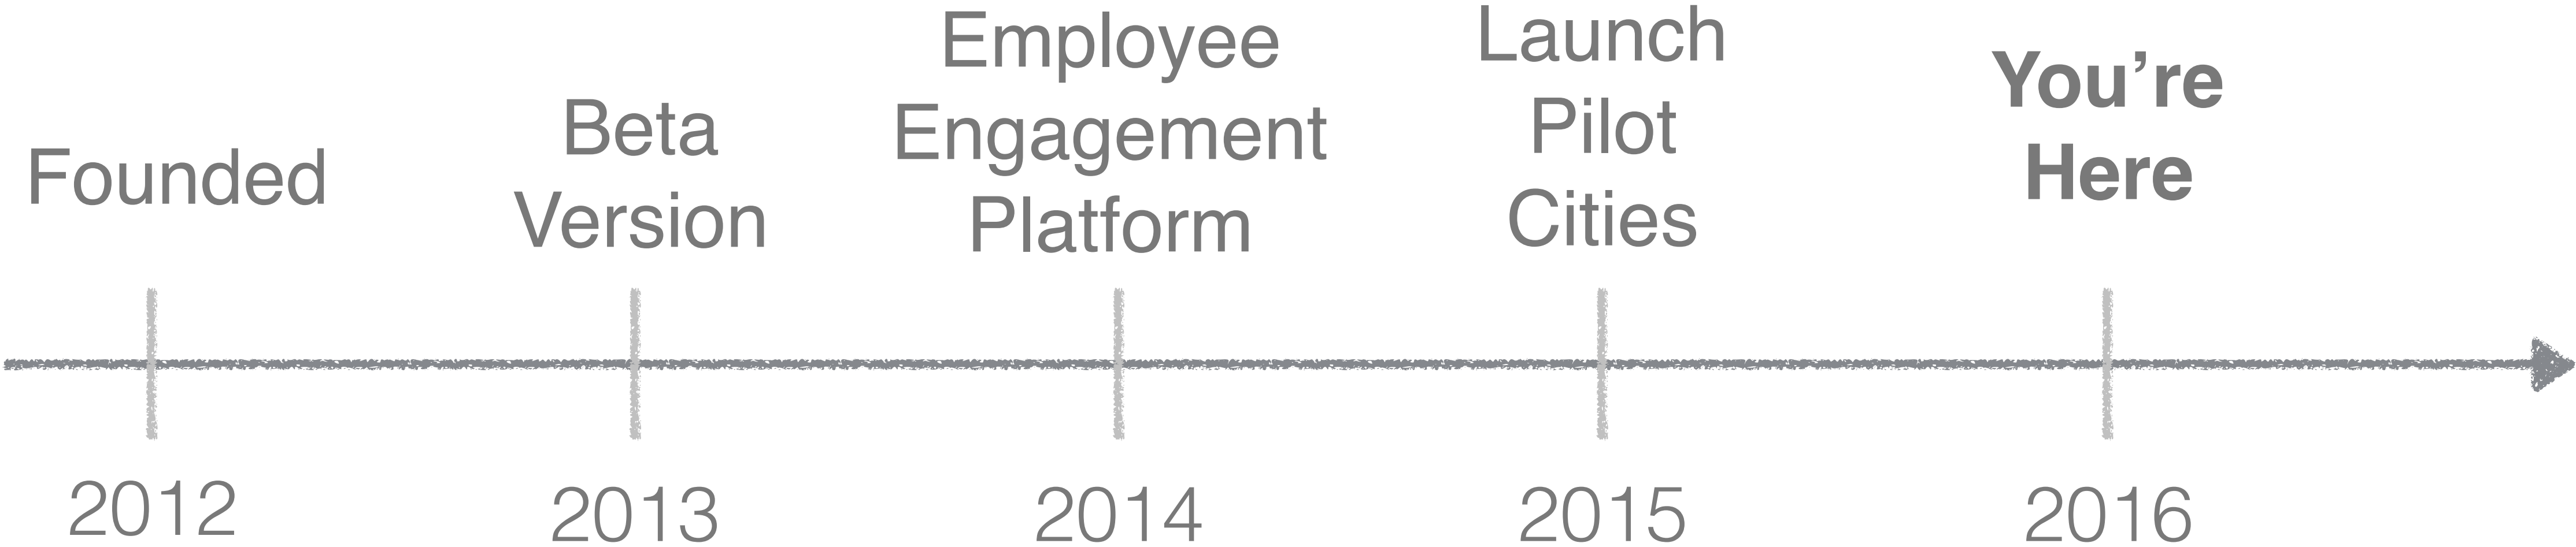 Founded
Beta
Version
Employee
Engagement
Platform
Launch
Pilot
Cities
You’re
Here
2012
2013
2014
2015
2016